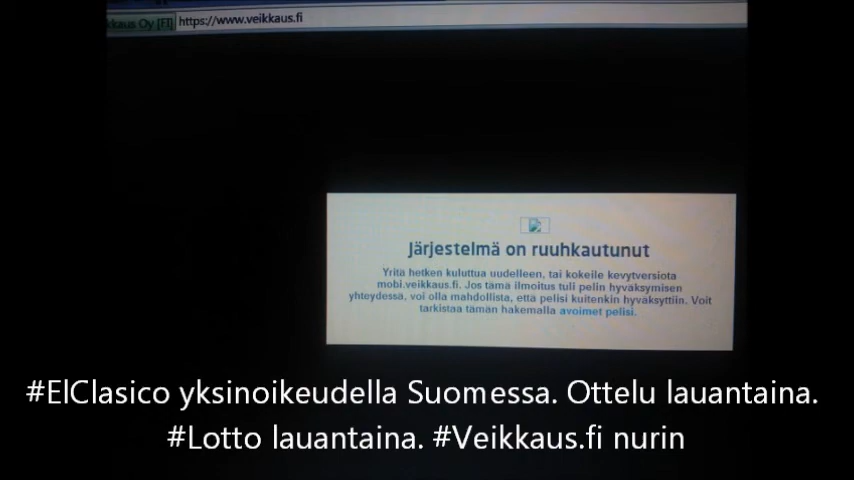 kkaus Oy [FI] https://www.veikkaus.fi
Järjestelmä on ruuhkautunut
Yritä hetken kuluttua uudelleen, tai kokeile kevytversiota
mobi.veikkaus.fi. Jos tämä ilmoitus tuli pelin hyväksymisen
yhteydessä, voi olla mahdollista, että pelisi kuitenkin hyväksyttiin. Voit
tarkistaa tämän hakemalla avoimet pelisi.
#ElClasico yksinoikeudella Suomessa. Ottelu lauantaina.
#Lotto lauantaina. #Veikkaus.fi nurin